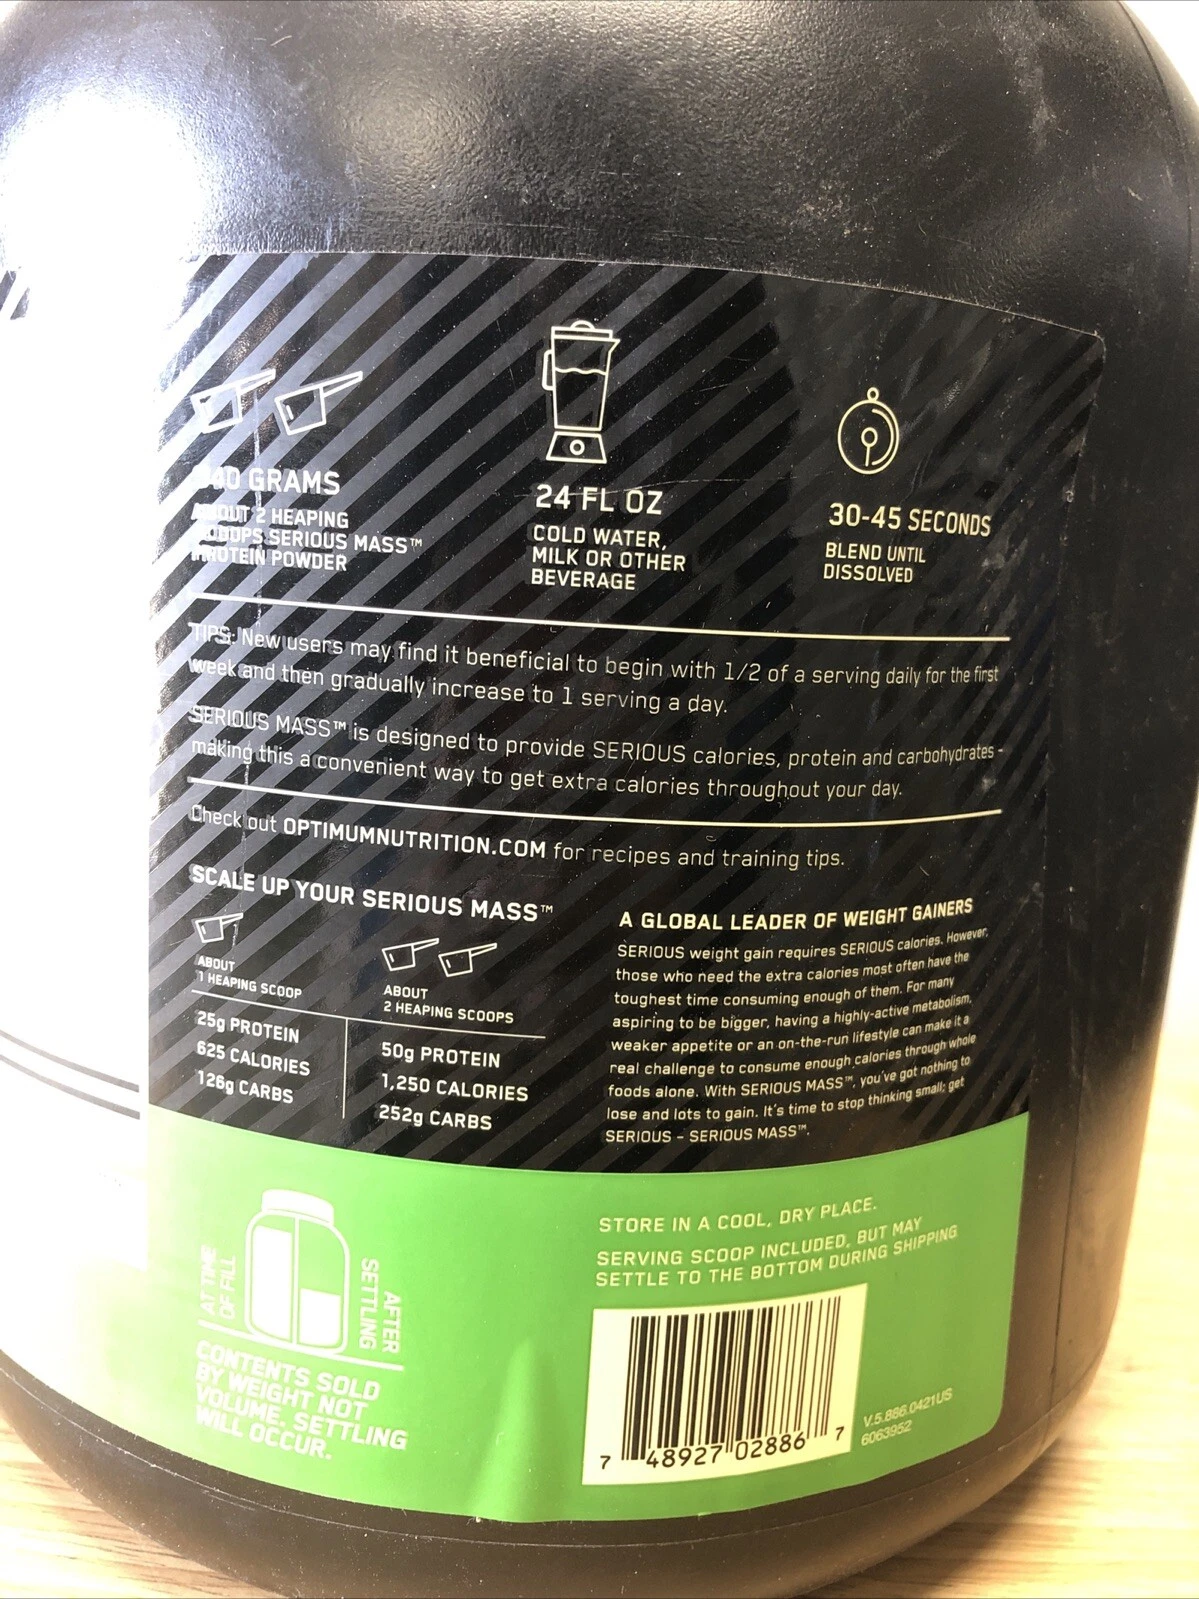 GRAMS
ABOUT 2 HEAPING
SCOOPS SERIOUS MASS™
PROTEIN POWDER
24 FL OZ
COLD WATER,
MILK OR OTHER
BEVERAGE
30-45 SECONDS
BLEND UNTIL
DISSOLVED
TIPS: New users may find it beneficial to begin with 1/2 of a serving daily for the first
week and then gradually increase to 1 serving a day.
SERIOUS MASS™ is designed to provide SERIOUS calories, protein and carbohydrates -
making this a convenient way to get extra calories throughout your day.
Check out OPTIMUMNUTRITION.COM for recipes and training tips.
SCALE UP YOUR SERIOUS MASS™
ABOUT
1 HEAPING SCOOP
25g PROTEIN
625 CALORIES
126g CARBS
ABOUT
2 HEAPING SCOOPS
50g PROTEIN
1,250 CALORIES
252g CARBS
A GLOBAL LEADER OF WEIGHT GAINERS
SERIOUS weight gain requires SERIOUS calories. However,
those who need the extra calories most often have the
toughest time consuming enough of them. For many
aspiring to be bigger, having a highly-active metabolism,
weaker appetite or an on-the-run lifestyle can make it a
real challenge to consume enough calories through whole
foods alone. With SERIOUS MASS™, you've got nothing to
lose and lots to gain. It's time to stop thinking small; get
SERIOUS – SERIOUS MASS™.
AT TIME
OF FILL
AFTER
SETTLING
CONTENTS SOLD
BY WEIGHT NOT
VOLUME. SETTLING
WILL OCCUR.
STORE IN A COOL, DRY PLACE.
SERVING SCOOP INCLUDED, BUT MAY
SETTLE TO THE BOTTOM DURING SHIPPING
7 48927 02886 7
V.5.886.0421US
6063952